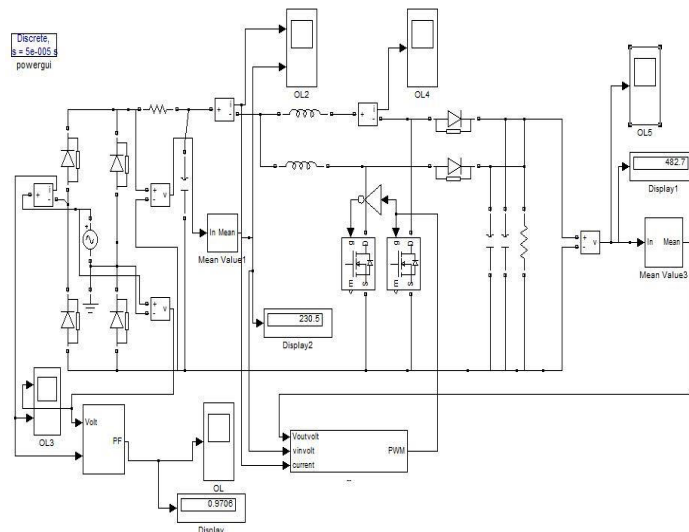 Discrete,
s = 5e-005 s
powergui
OL2
OL4
OL5
482.7
Display1
In Mean
Mean Value1
In Mean
Mean Value3
230.5
Display2
OL3
Volt
PF
OL
0.9706
Display
Voutvolt
vinvolt
current
PWM